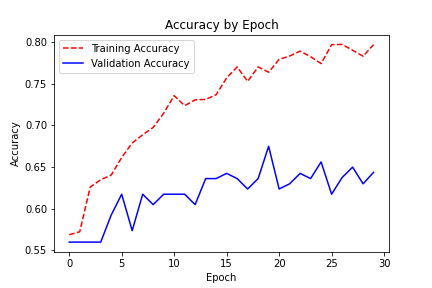 Accuracy by Epoch
Training Accuracy
Validation Accuracy
0.80
0.75
0.70
0.65
0.60
0.55
Accuracy
0 5 10 15 20 25 30
Epoch